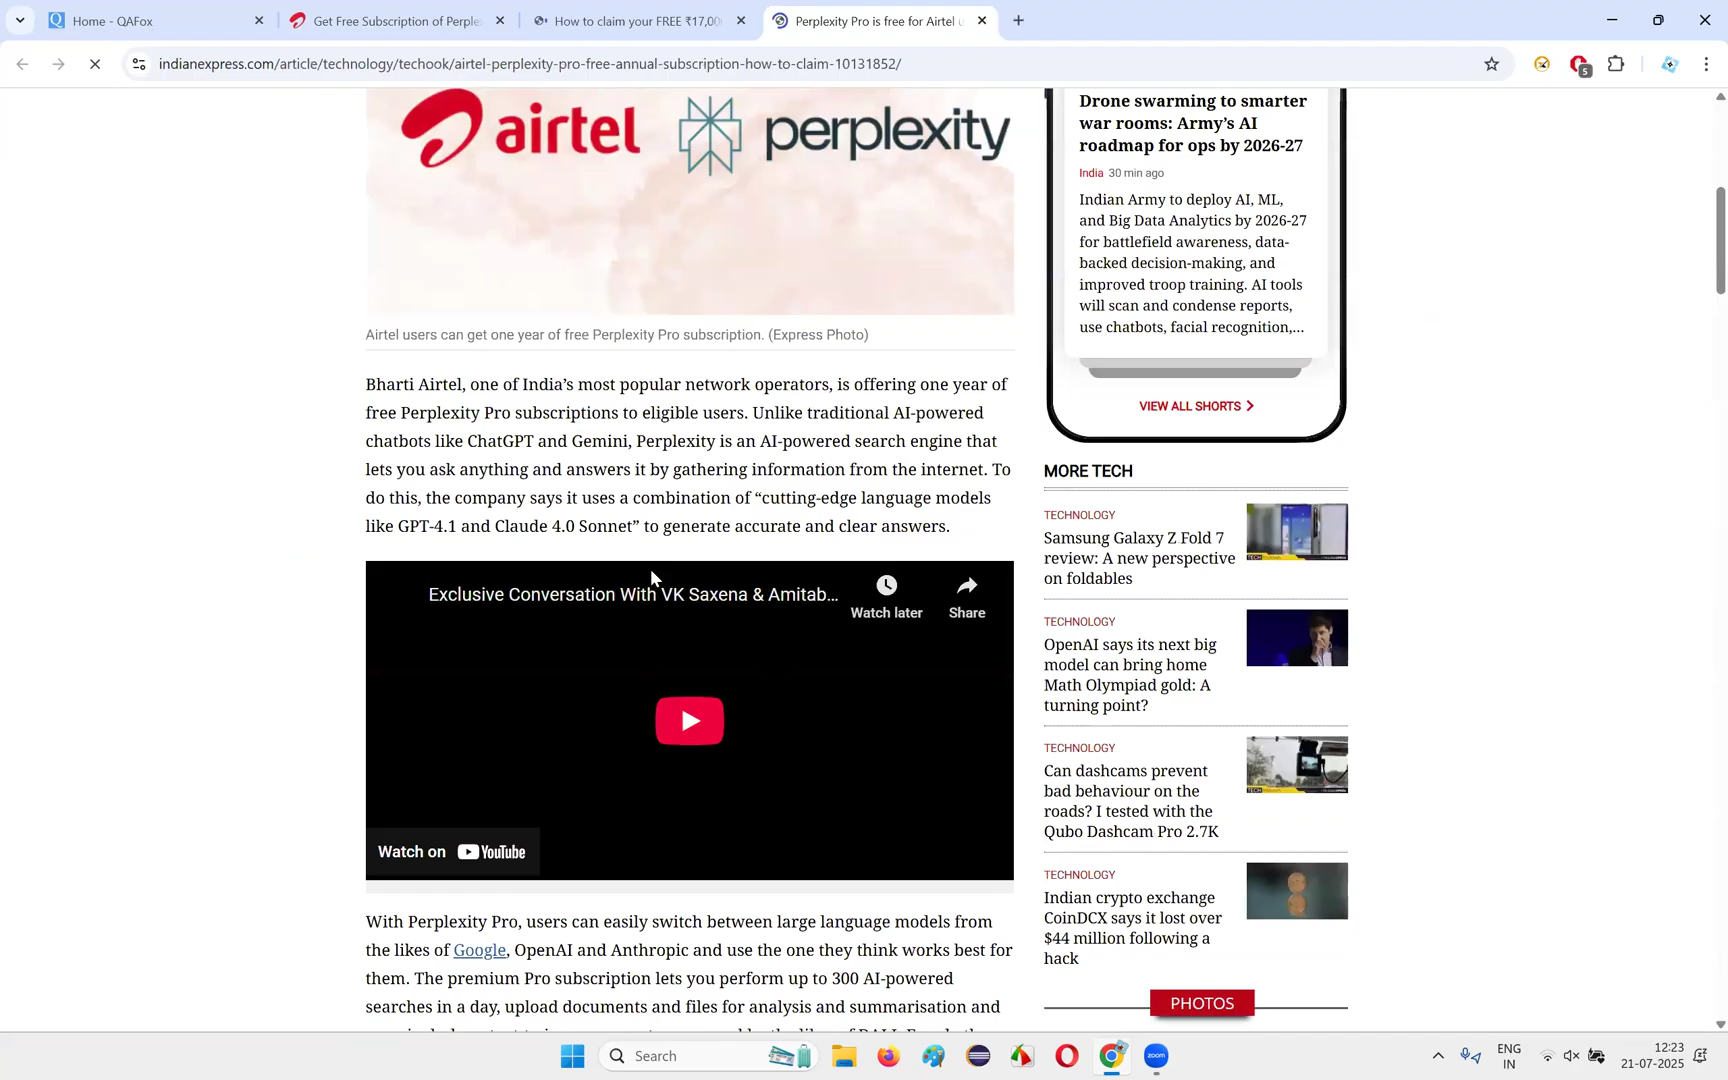 Home - QAFox
Get Free Subscription of Perple
How to claim your FREE ₹17,00
Perplexity Pro is free for Airtel u
indianexpress.com/article/technology/techook/airtel-perplexity-pro-free-annual-subscription-how-to-claim-10131852/
5
airtel perplexity
Airtel users can get one year of free Perplexity Pro subscription. (Express Photo)
Bharti Airtel, one of India’s most popular network operators, is offering one year of
free Perplexity Pro subscriptions to eligible users. Unlike traditional AI-powered
chatbots like ChatGPT and Gemini, Perplexity is an AI-powered search engine that
lets you ask anything and answers it by gathering information from the internet. To
do this, the company says it uses a combination of “cutting-edge language models
like GPT-4.1 and Claude 4.0 Sonnet” to generate accurate and clear answers.
Exclusive Conversation With VK Saxena & Amitab...
Watch later
Share
Watch on YouTube
With Perplexity Pro, users can easily switch between large language models from
the likes of Google, OpenAI and Anthropic and use the one they think works best for
them. The premium Pro subscription lets you perform up to 300 AI-powered
searches in a day, upload documents and files for analysis and summarisation and
Drone swarming to smarter
war rooms: Army’s AI
roadmap for ops by 2026-27
India 30 min ago
Indian Army to deploy AI, ML,
and Big Data Analytics by 2026-27
for battlefield awareness, data-
backed decision-making, and
improved troop training. AI tools
will scan and condense reports,
use chatbots, facial recognition,...
VIEW ALL SHORTS
MORE TECH
TECHNOLOGY
Samsung Galaxy Z Fold 7
review: A new perspective
on foldables
TECHNOLOGY
OpenAI says its next big
model can bring home
Math Olympiad gold: A
turning point?
TECHNOLOGY
Can dashcams prevent
bad behaviour on the
roads? I tested with the
Qubo Dashcam Pro 2.7K
TECHNOLOGY
Indian crypto exchange
CoinDCX says it lost over
$44 million following a
hack
PHOTOS
Search
zoom
ENG
IN
12:23
21-07-2025